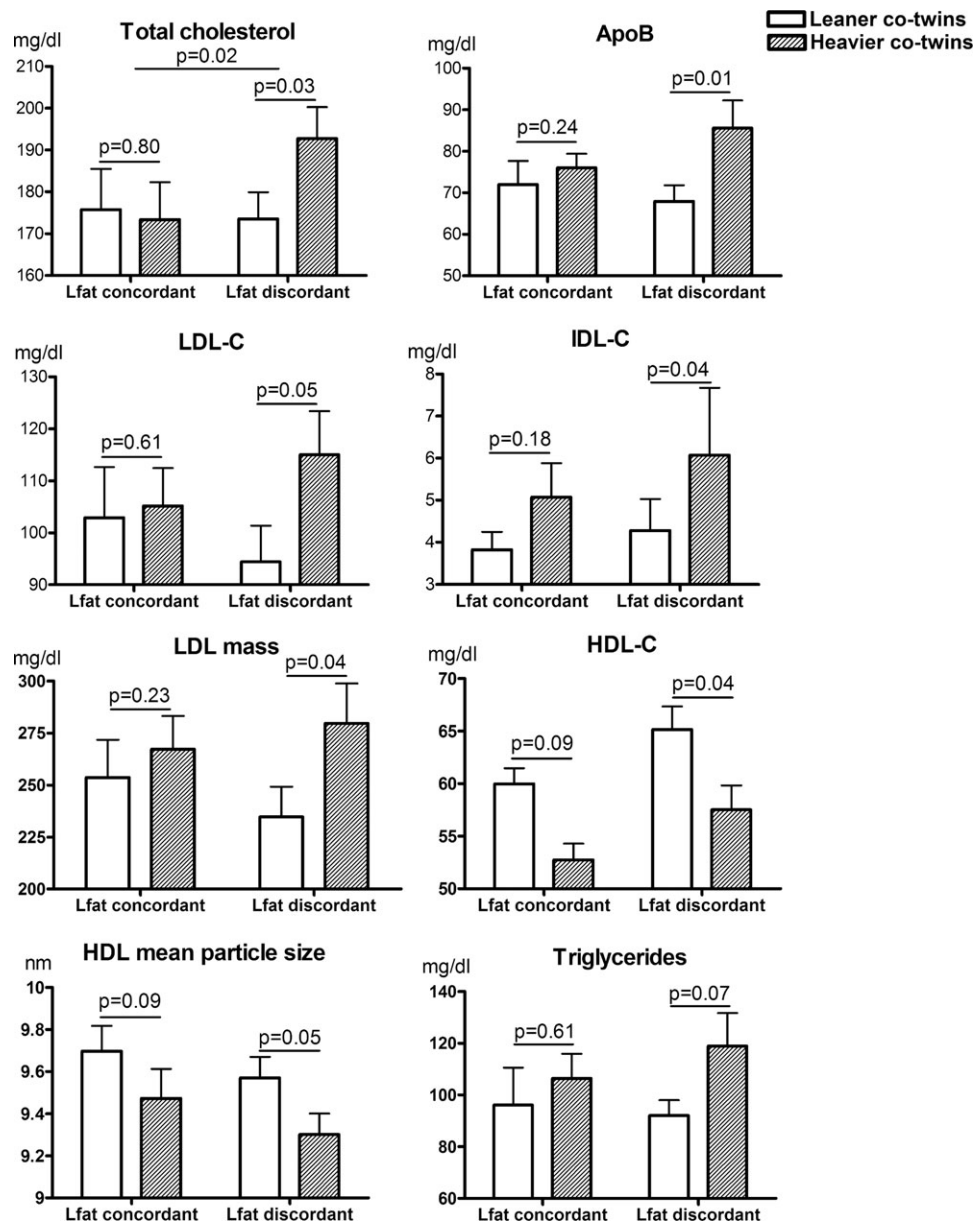 Leaner co-twins
Heavier co-twins
Total cholesterol
mg/dl
p=0.02
p=0.03
p=0.80
210
200
190
180
170
160
Lfat concordant
Lfat discordant
ApoB
mg/dl
p=0.01
p=0.24
100
90
80
70
60
50
Lfat concordant
Lfat discordant
LDL-C
mg/dl
p=0.05
p=0.61
130
120
110
100
90
Lfat concordant
Lfat discordant
IDL-C
mg/dl
p=0.04
p=0.18
8
7
6
5
4
3
Lfat concordant
Lfat discordant
LDL mass
mg/dl
p=0.04
p=0.23
300
275
250
225
200
Lfat concordant
Lfat discordant
HDL-C
mg/dl
p=0.04
p=0.09
70
65
60
55
50
Lfat concordant
Lfat discordant
HDL mean particle size
nm
p=0.09
p=0.05
10
9.8
9.6
9.4
9.2
9
Lfat concordant
Lfat discordant
Triglycerides
mg/dl
p=0.07
p=0.61
140
120
100
80
60
Lfat concordant
Lfat discordant